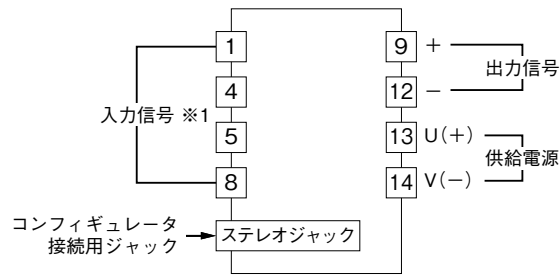 1
4
5
8
入力信号 ※1
9 +
12 −
出力信号
13 U(+)
14 V(−)
供給電源
コンフィギュレータ
接続用ジャック
ステレオジャック